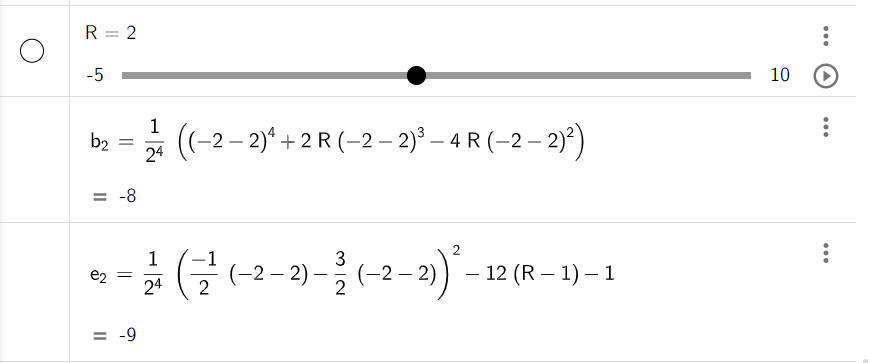 R = 2
-5 10
b₂ = 1/2⁴ ((−2 − 2)⁴ + 2 R (−2 − 2)³ − 4 R (−2 − 2)²)
= -8
e₂ = 1/2⁴ (−1/2 (−2 − 2) − 3/2 (−2 − 2))² − 12 (R − 1) − 1
= -9